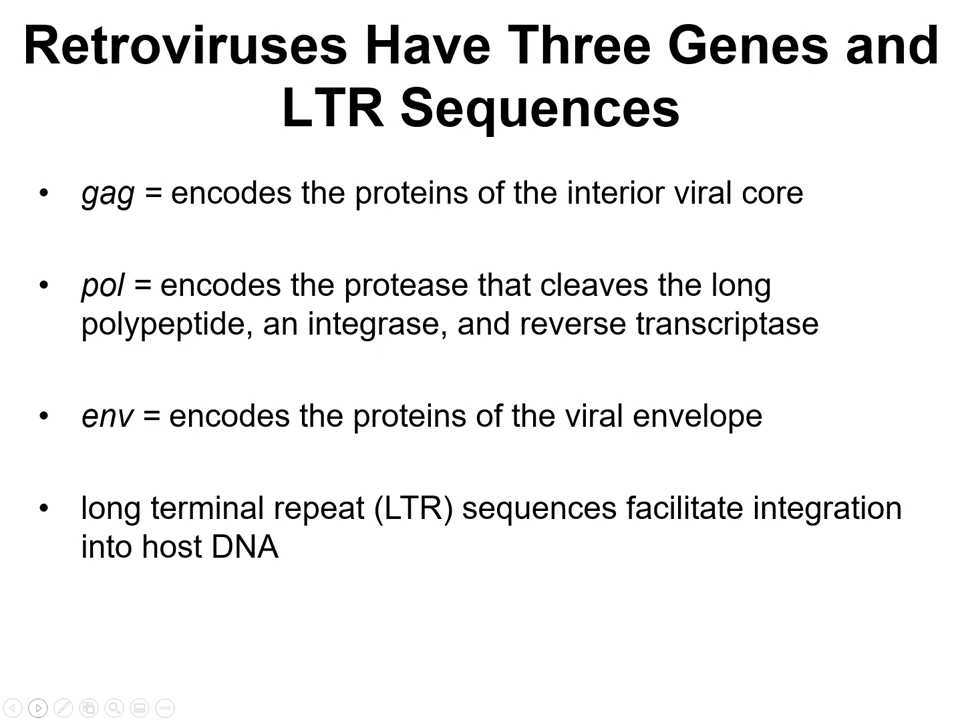 Retroviruses Have Three Genes and
LTR Sequences
• gag = encodes the proteins of the interior viral core
• pol = encodes the protease that cleaves the long
polypeptide, an integrase, and reverse transcriptase
• env = encodes the proteins of the viral envelope
• long terminal repeat (LTR) sequences facilitate integration
into host DNA